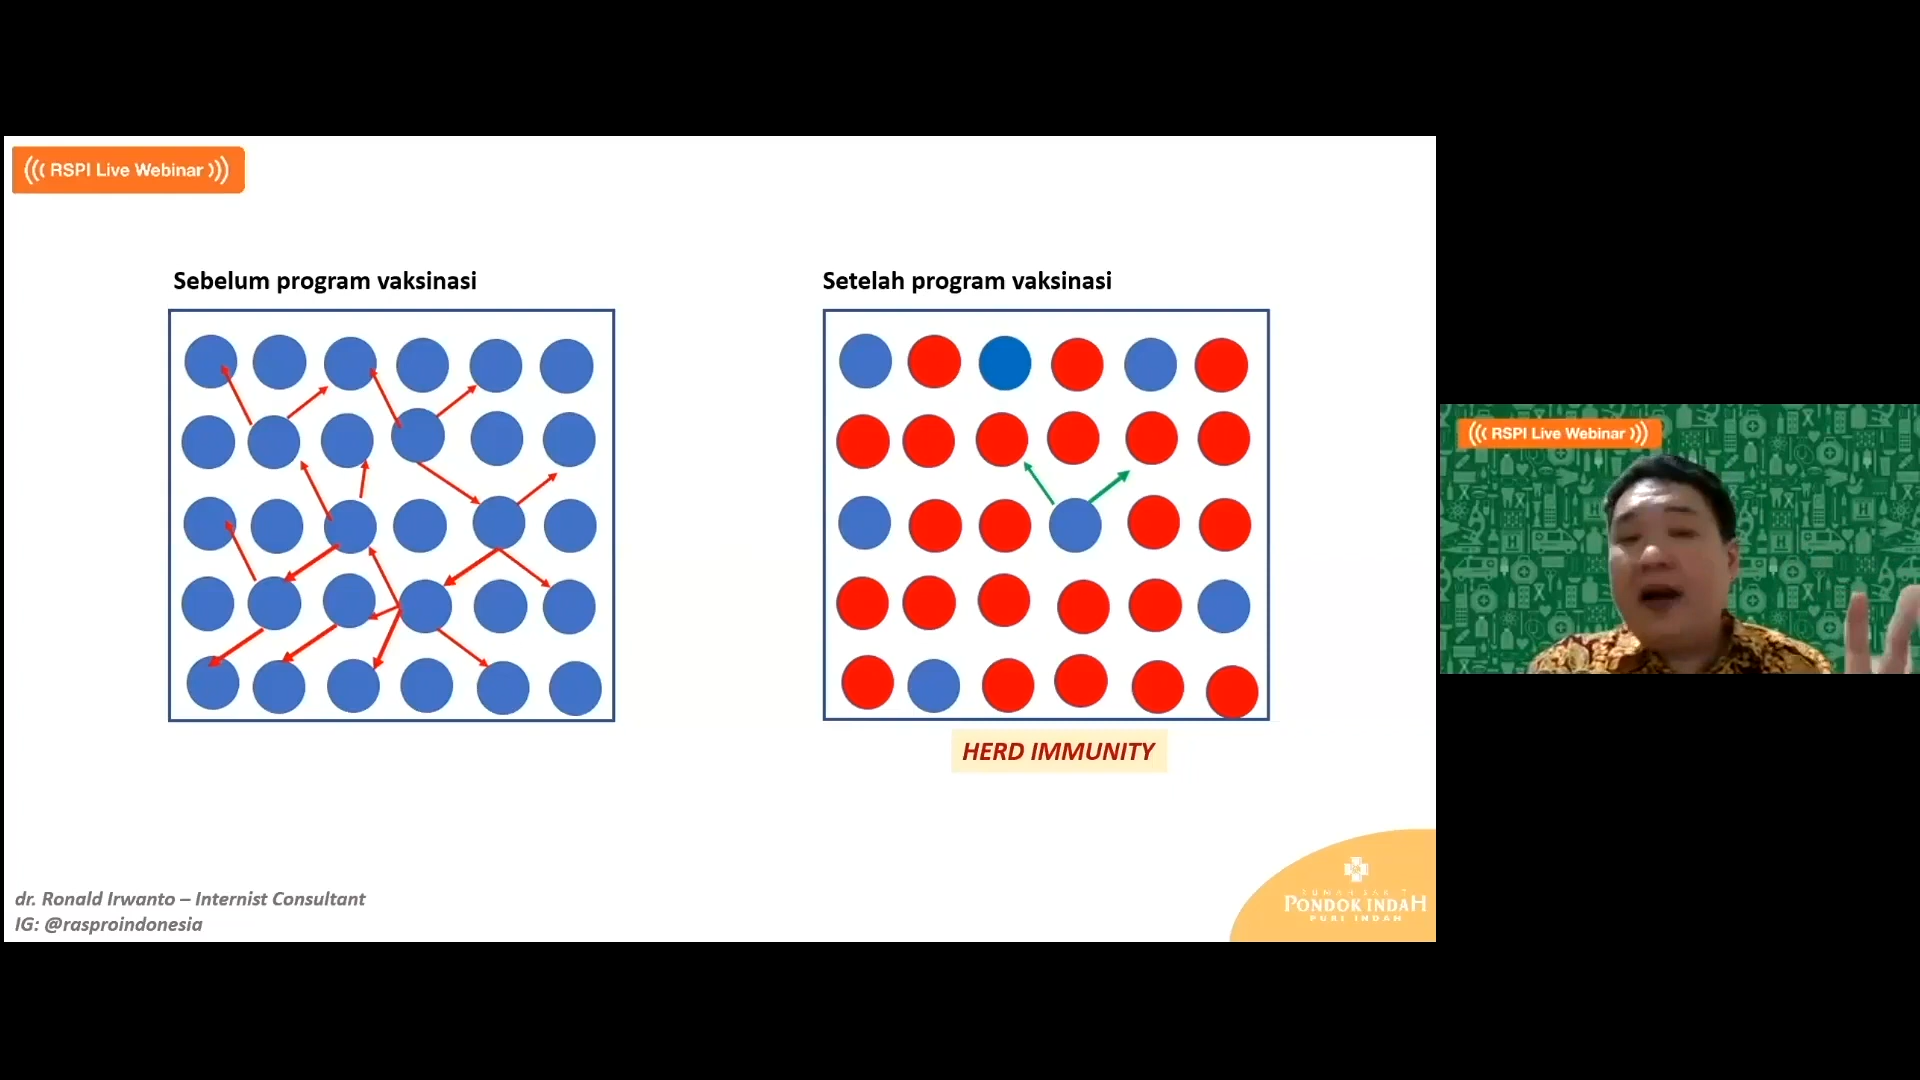 ((( RSPI Live Webinar )))
Sebelum program vaksinasi
Setelah program vaksinasi
HERD IMMUNITY
dr. Ronald Irwanto – Internist Consultant
IG: @rasproindonesia
PONDOK INDAH
PURI INDAH
((( RSPI Live Webinar )))